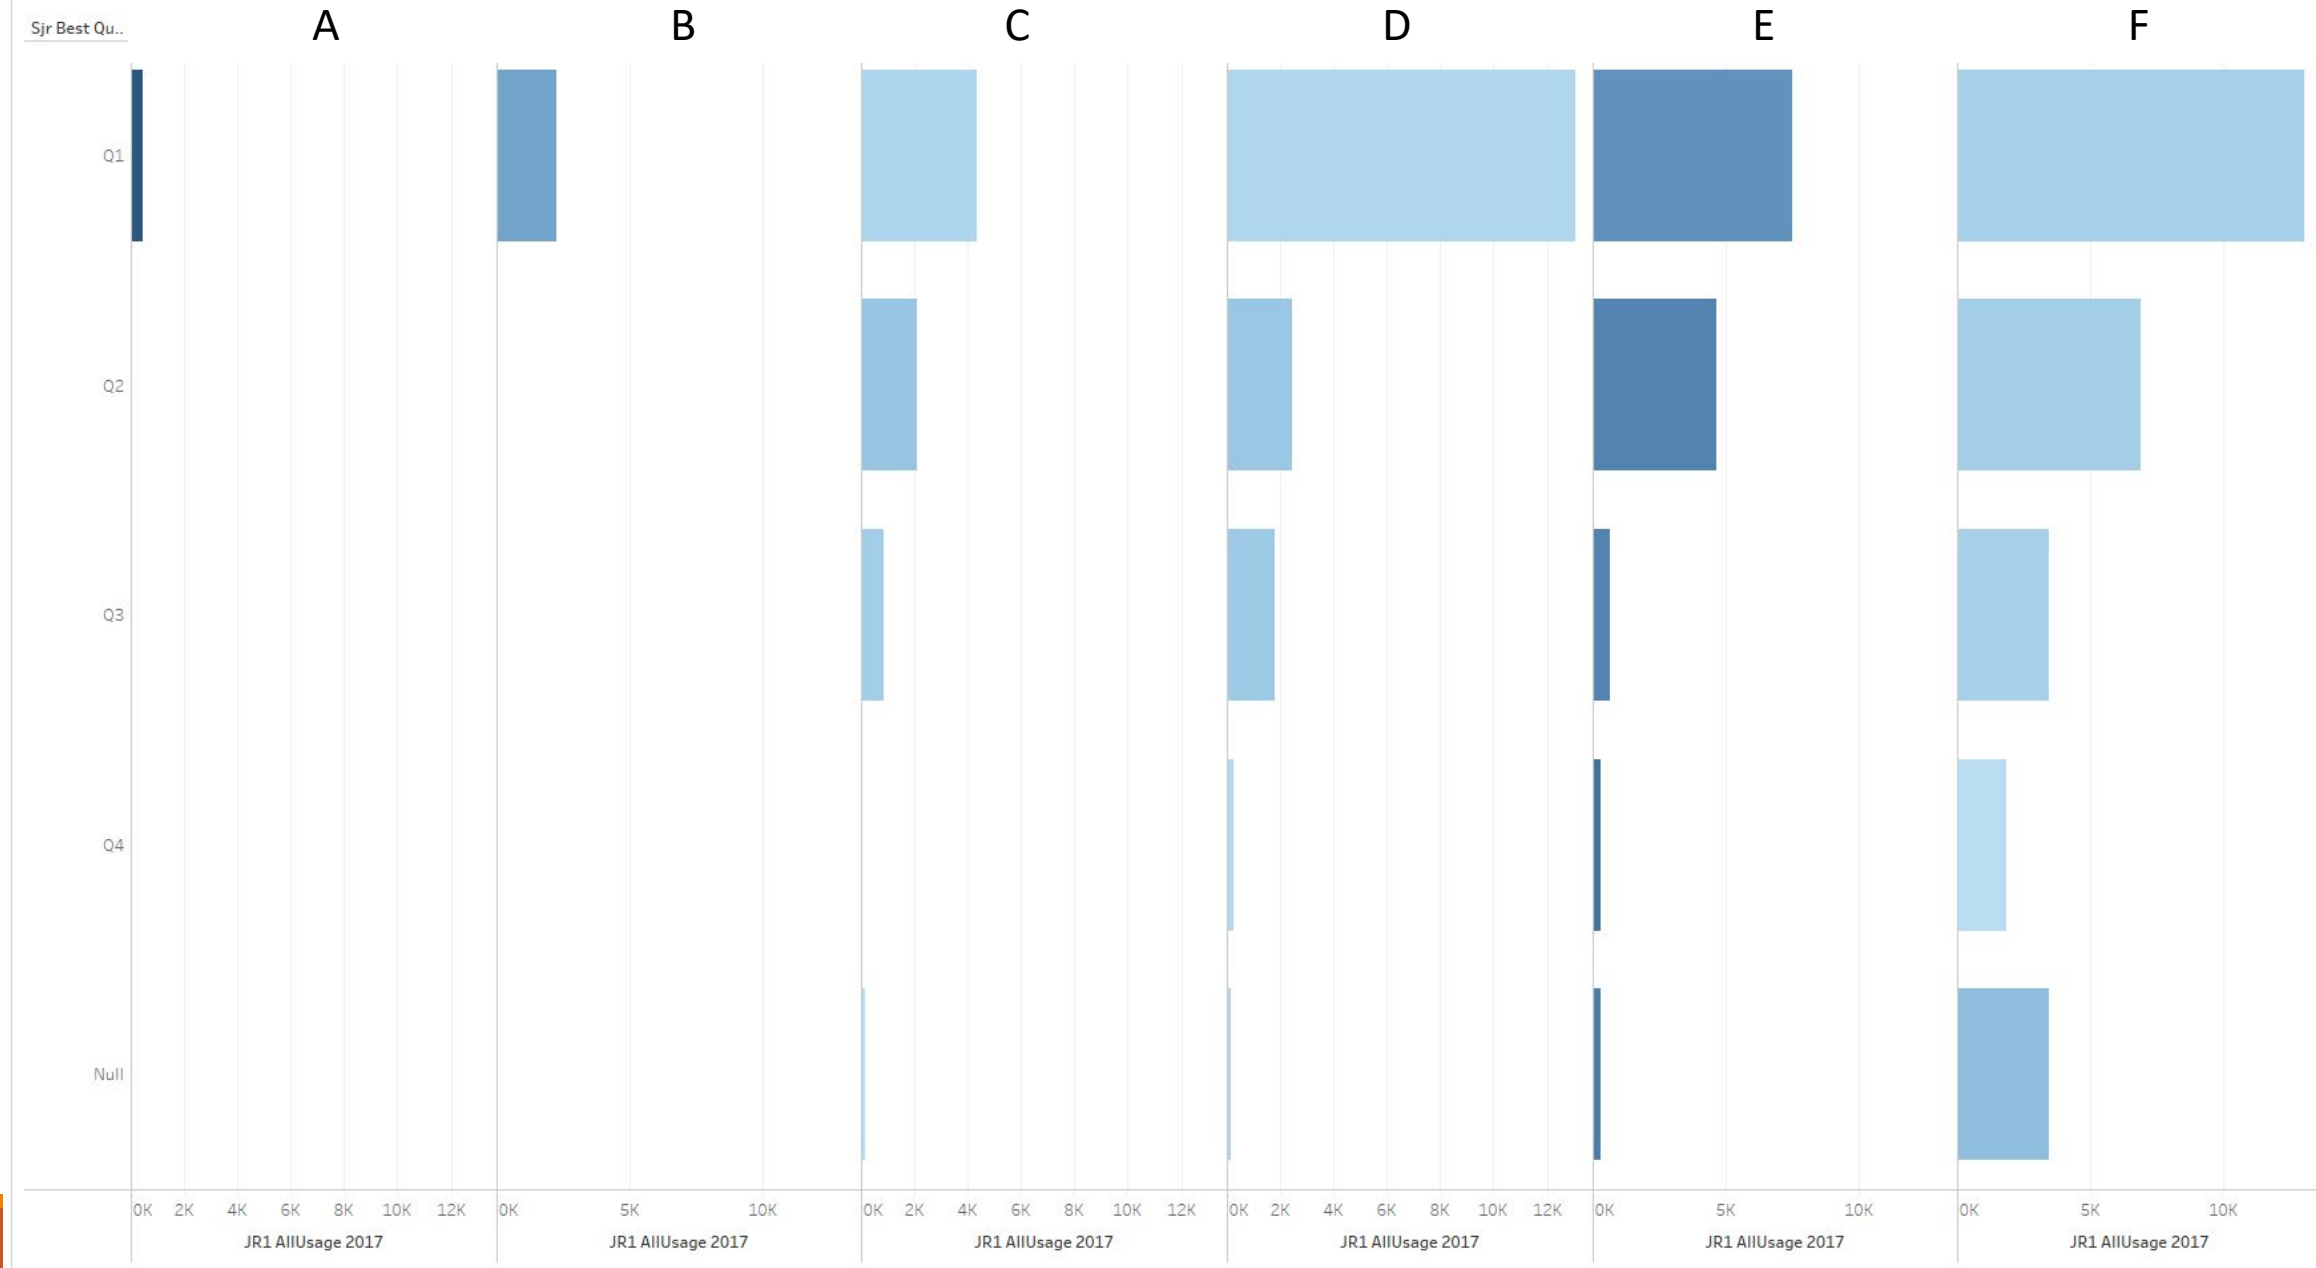 Sjr Best Qu..
A B C D E F
Q1
Q2
Q3
Q4
Null
0K 2K 4K 6K 8K 10K 12K 0K 5K 10K 0K 2K 4K 6K 8K 10K 12K 0K 2K 4K 6K 8K 10K 12K 0K 5K 10K 0K 5K 10K
JR1 AllUsage 2017 JR1 AllUsage 2017 JR1 AllUsage 2017 JR1 AllUsage 2017 JR1 AllUsage 2017 JR1 AllUsage 2017